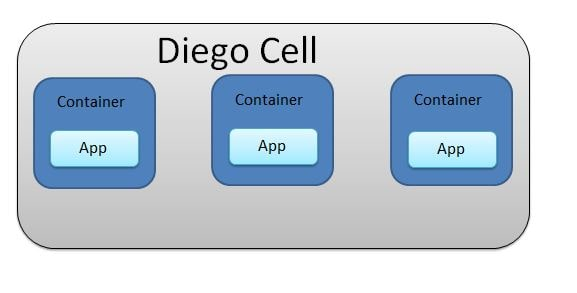 Diego Cell
Container
Container
Container
App
App
App